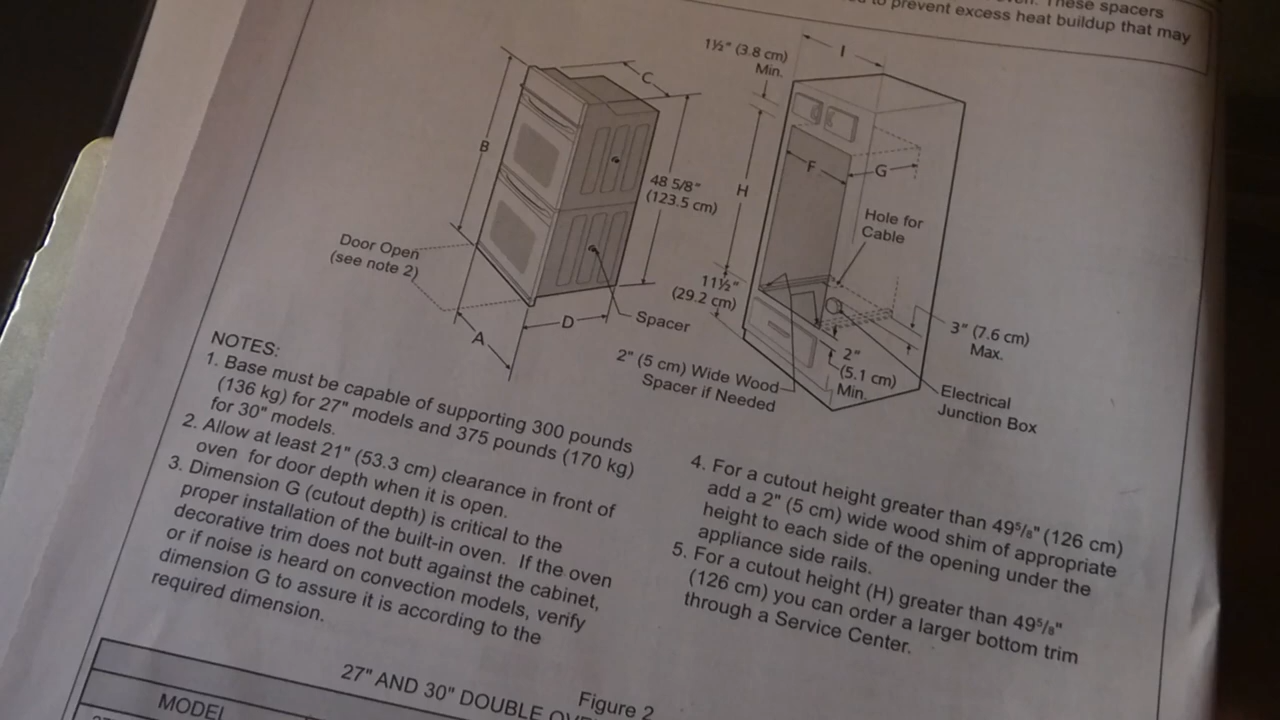 These spacers
to prevent excess heat buildup that may
1½" (3.8 cm)
Min.
I
C
B
48 5/8"
(123.5 cm)
H
F
G
Hole for
Cable
Door Open
(see note 2)
11½"
(29.2 cm)
A
D
Spacer
2" (5 cm) Wide Wood
Spacer if Needed
2"
(5.1 cm)
Min.
3" (7.6 cm)
Max.
Electrical
Junction Box
NOTES:
1. Base must be capable of supporting 300 pounds
(136 kg) for 27" models and 375 pounds (170 kg)
for 30" models.
2. Allow at least 21" (53.3 cm) clearance in front of
oven for door depth when it is open.
3. Dimension G (cutout depth) is critical to the
proper installation of the built-in oven. If the oven
decorative trim does not butt against the cabinet,
or if noise is heard on convection models, verify
dimension G to assure it is according to the
required dimension.
4. For a cutout height greater than 49⁵/₈" (126 cm)
add a 2" (5 cm) wide wood shim of appropriate
height to each side of the opening under the
appliance side rails.
5. For a cutout height (H) greater than 49⁵/₈"
(126 cm) you can order a larger bottom trim
through a Service Center.
Figure 2
27" AND 30" DOUBLE
MODEL